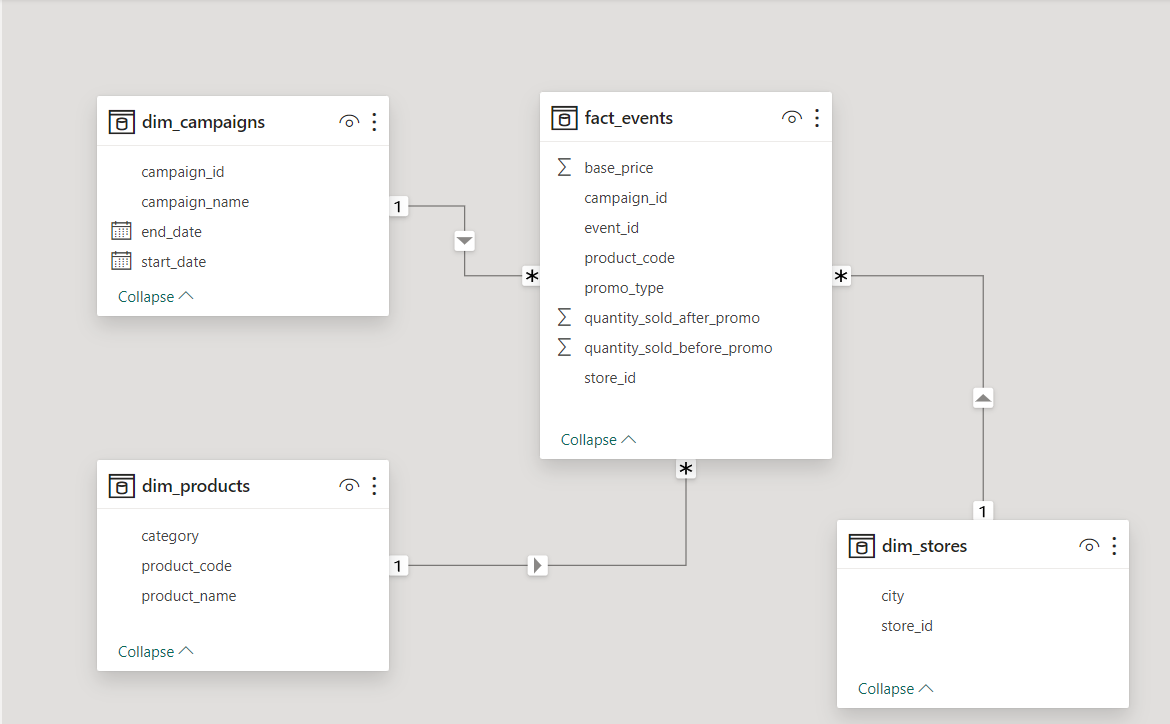 dim_campaigns
campaign_id
campaign_name
end_date
start_date
Collapse
1
*
fact_events
base_price
campaign_id
event_id
product_code
promo_type
quantity_sold_after_promo
quantity_sold_before_promo
store_id
Collapse
*
*
dim_products
category
product_code
product_name
Collapse
1
1
dim_stores
city
store_id
Collapse